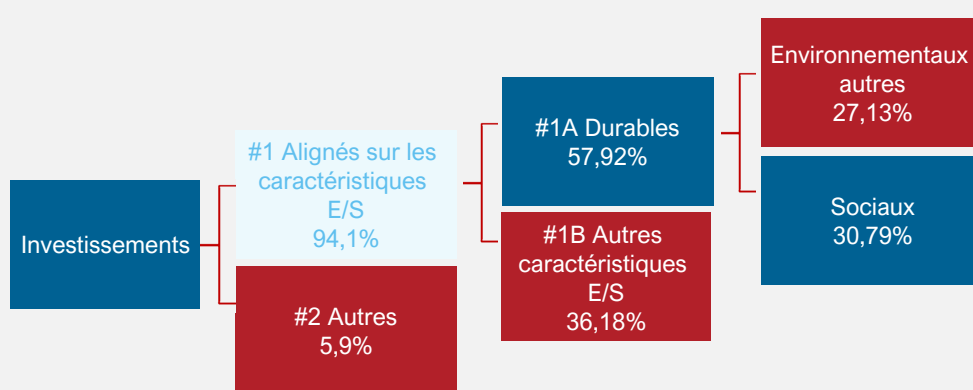 Investissements
#1 Alignés sur les
caractéristiques
E/S
94,1%
#2 Autres
5,9%
#1A Durables
57,92%
#1B Autres
caractéristiques
E/S
36,18%
Environnementaux
autres
27,13%
Sociaux
30,79%